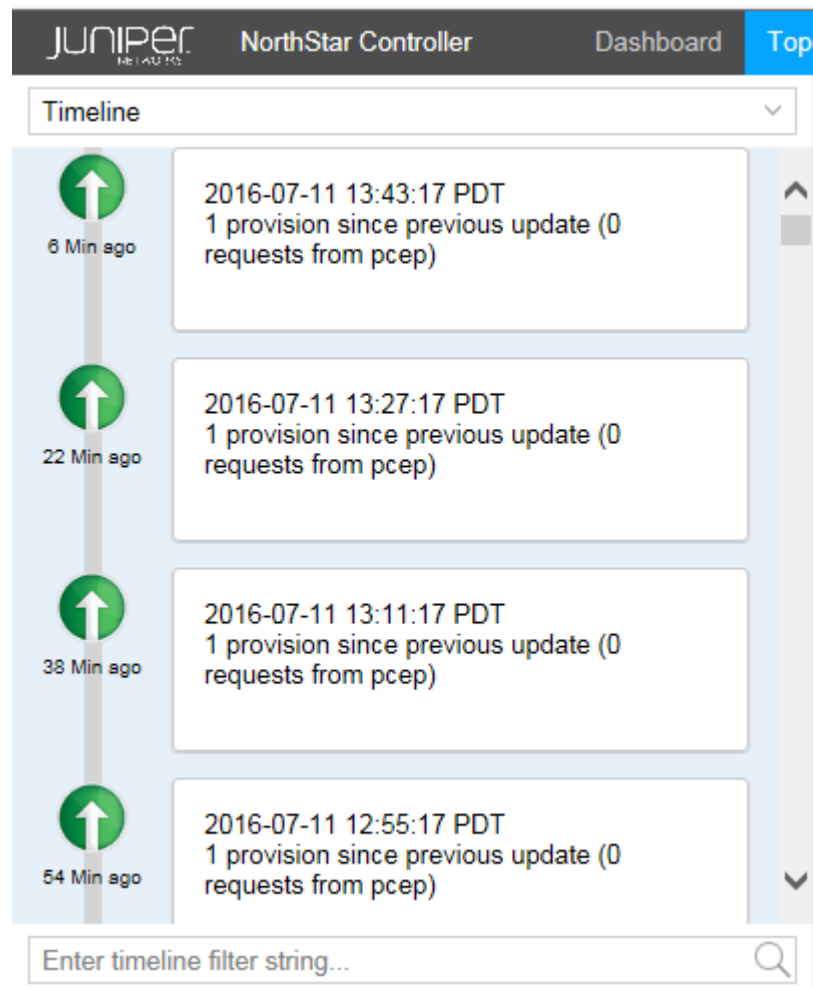 JUNIPER
NETWORKS
NorthStar Controller
Dashboard
Top
Timeline
6 Min ago
2016-07-11 13:43:17 PDT
1 provision since previous update (0
requests from pcep)
22 Min ago
2016-07-11 13:27:17 PDT
1 provision since previous update (0
requests from pcep)
38 Min ago
2016-07-11 13:11:17 PDT
1 provision since previous update (0
requests from pcep)
54 Min ago
2016-07-11 12:55:17 PDT
1 provision since previous update (0
requests from pcep)
Enter timeline filter string...